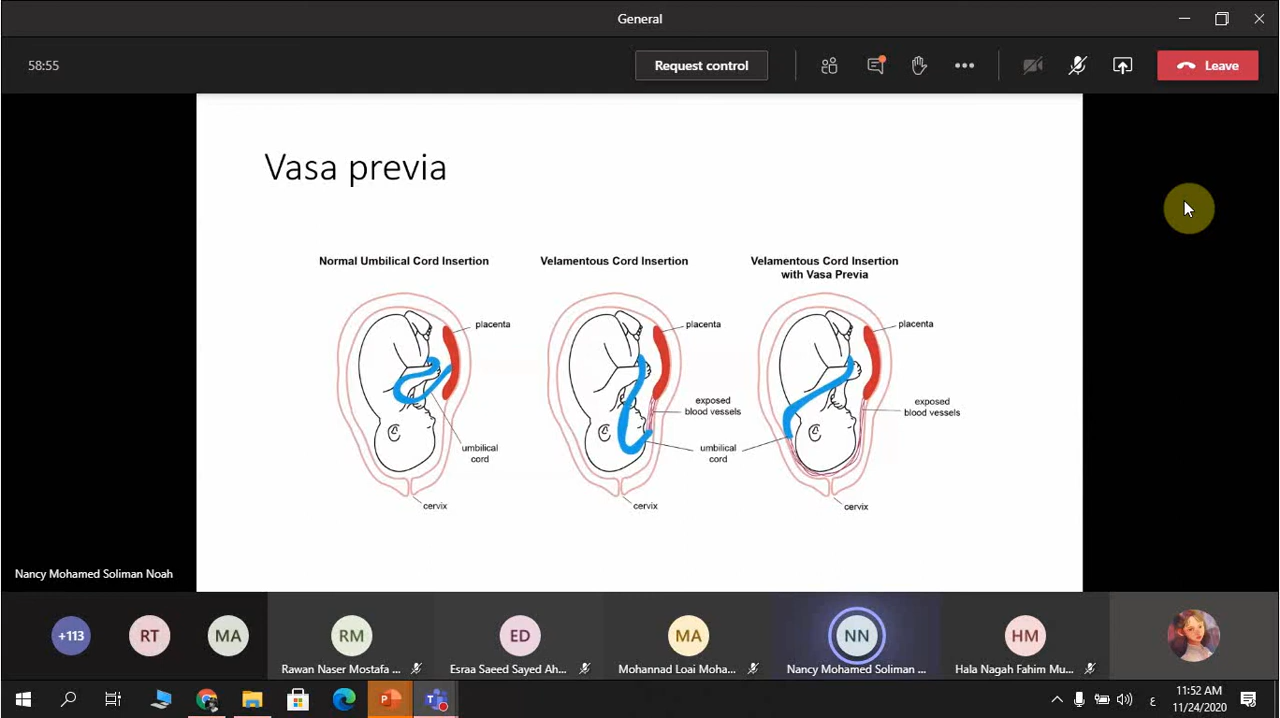 General
58:55
Request control
Leave
Vasa previa
Normal Umbilical Cord Insertion
Velamentous Cord Insertion
Velamentous Cord Insertion
with Vasa Previa
placenta
umbilical
cord
cervix
placenta
exposed
blood vessels
umbilical
cord
cervix
placenta
exposed
blood vessels
cervix
Nancy Mohamed Soliman Noah
+113
RT
MA
RM
Rawan Naser Mostafa ...
ED
Esraa Saeed Sayed Ah...
MA
Mohannad Loai Moha...
NN
Nancy Mohamed Soliman ...
HM
Hala Nagah Fahim Mu...
ع
11:52 AM
11/24/2020